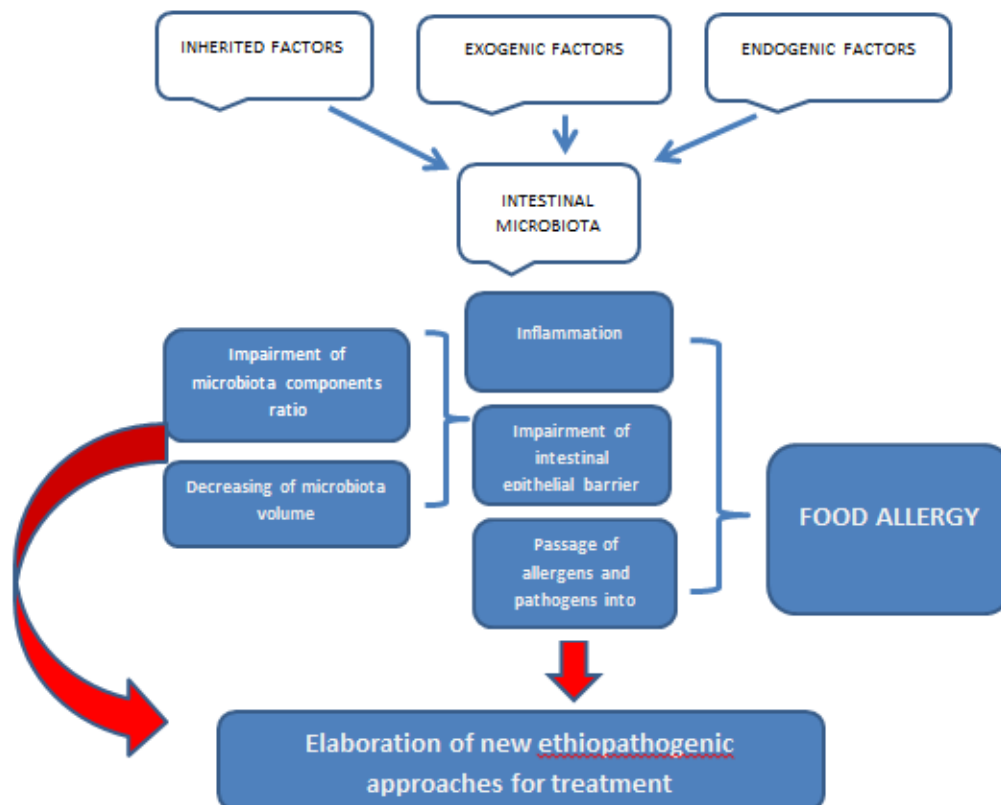 INHERITED FACTORS
EXOGENIC FACTORS
ENDOGENIC FACTORS
INTESTINAL
MICROBIOTA
Inflammation
Impairment of
microbiota components
ratio
Impairment of
intestinal
epithelial barrier
Decreasing of microbiota
volume
FOOD ALLERGY
Passage of
allergens and
pathogens into
Elaboration of new ethiopathogenic
approaches for treatment